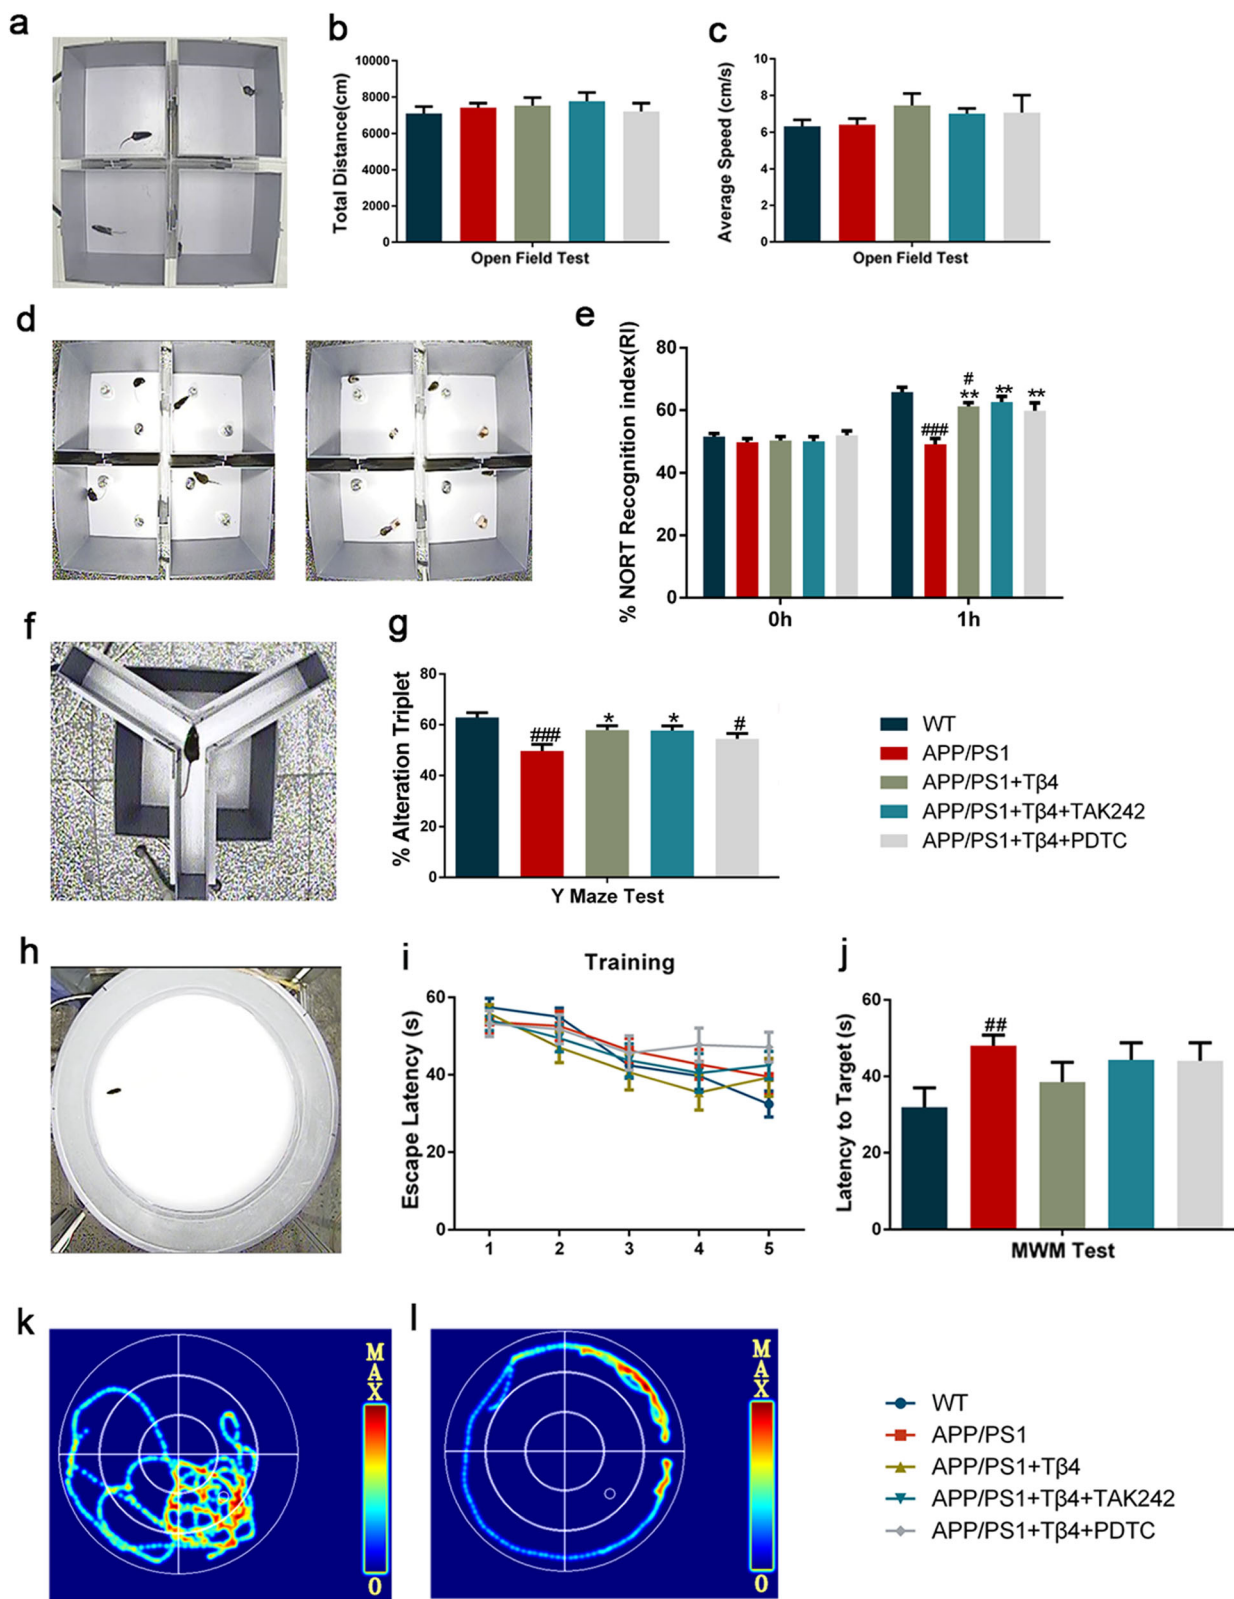 a
b
Total Distance(cm)
10000
8000
6000
4000
2000
0
Open Field Test
c
Average Speed (cm/s)
10
8
6
4
2
0
Open Field Test
d
e
% NORT Recognition index(RI)
80
60
40
20
0
###
#
**
**
**
0h
1h
f
g
% Alteration Triplet
80
60
40
20
0
###
*
*
#
Y Maze Test
WT
APP/PS1
APP/PS1+Tβ4
APP/PS1+Tβ4+TAK242
APP/PS1+Tβ4+PDTC
h
i
Training
Escape Latency (s)
60
40
20
0
1 2 3 4 5
j
Latency to Target (s)
60
40
20
0
##
MWM Test
k
MAX
0
l
MAX
0
WT
APP/PS1
APP/PS1+Tβ4
APP/PS1+Tβ4+TAK242
APP/PS1+Tβ4+PDTC